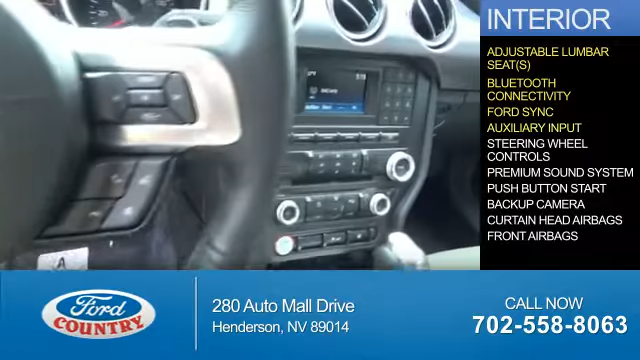 INTERIOR
ADJUSTABLE LUMBAR
SEAT(S)
BLUETOOTH
CONNECTIVITY
FORD SYNC
AUXILIARY INPUT
STEERING WHEEL
CONTROLS
PREMIUM SOUND SYSTEM
PUSH BUTTON START
BACKUP CAMERA
CURTAIN HEAD AIRBAGS
FRONT AIRBAGS
Ford
COUNTRY
280 Auto Mall Drive
Henderson, NV 89014
CALL NOW
702-558-8063